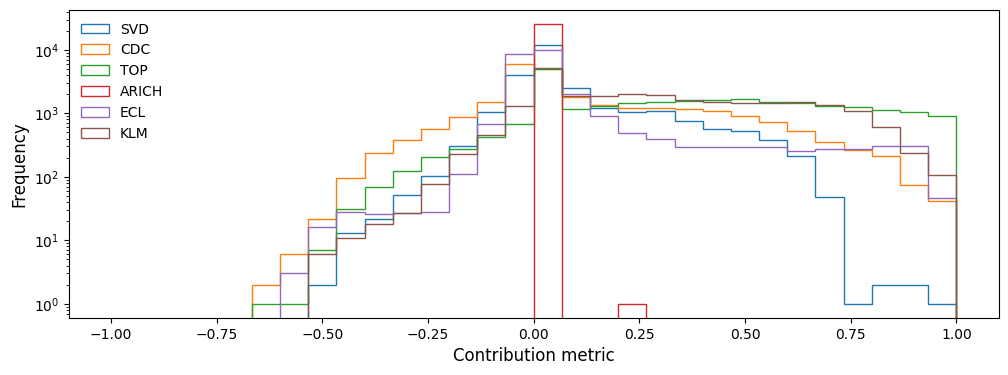 SVD
CDC
TOP
ARICH
ECL
KLM
Frequency
10⁴
10³
10²
10¹
10⁰
−1.00 −0.75 −0.50 −0.25 0.00 0.25 0.50 0.75 1.00
Contribution metric